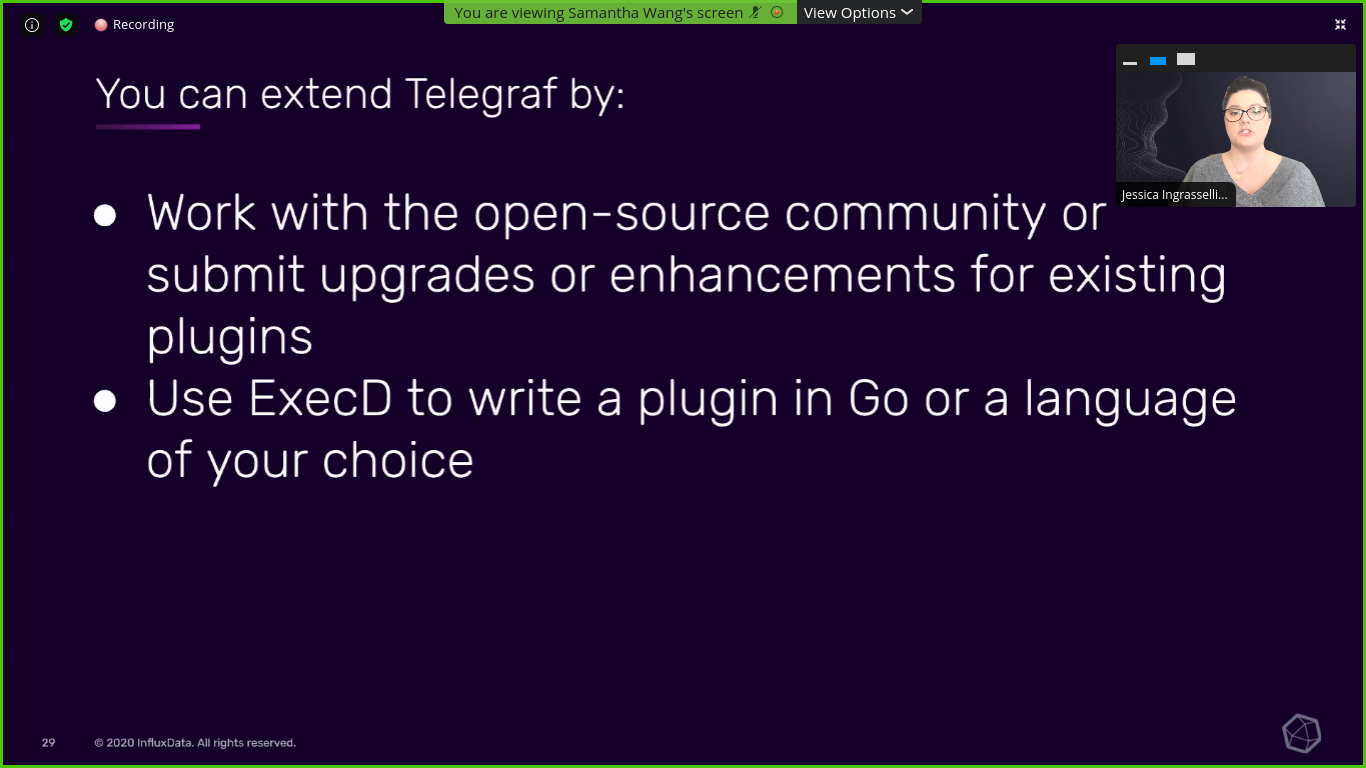 You are viewing Samantha Wang's screen
View Options
Recording
You can extend Telegraf by:
Jessica Ingrasselli...
● Work with the open-source community or
submit upgrades or enhancements for existing
plugins
● Use ExecD to write a plugin in Go or a language
of your choice
29
© 2020 InfluxData. All rights reserved.